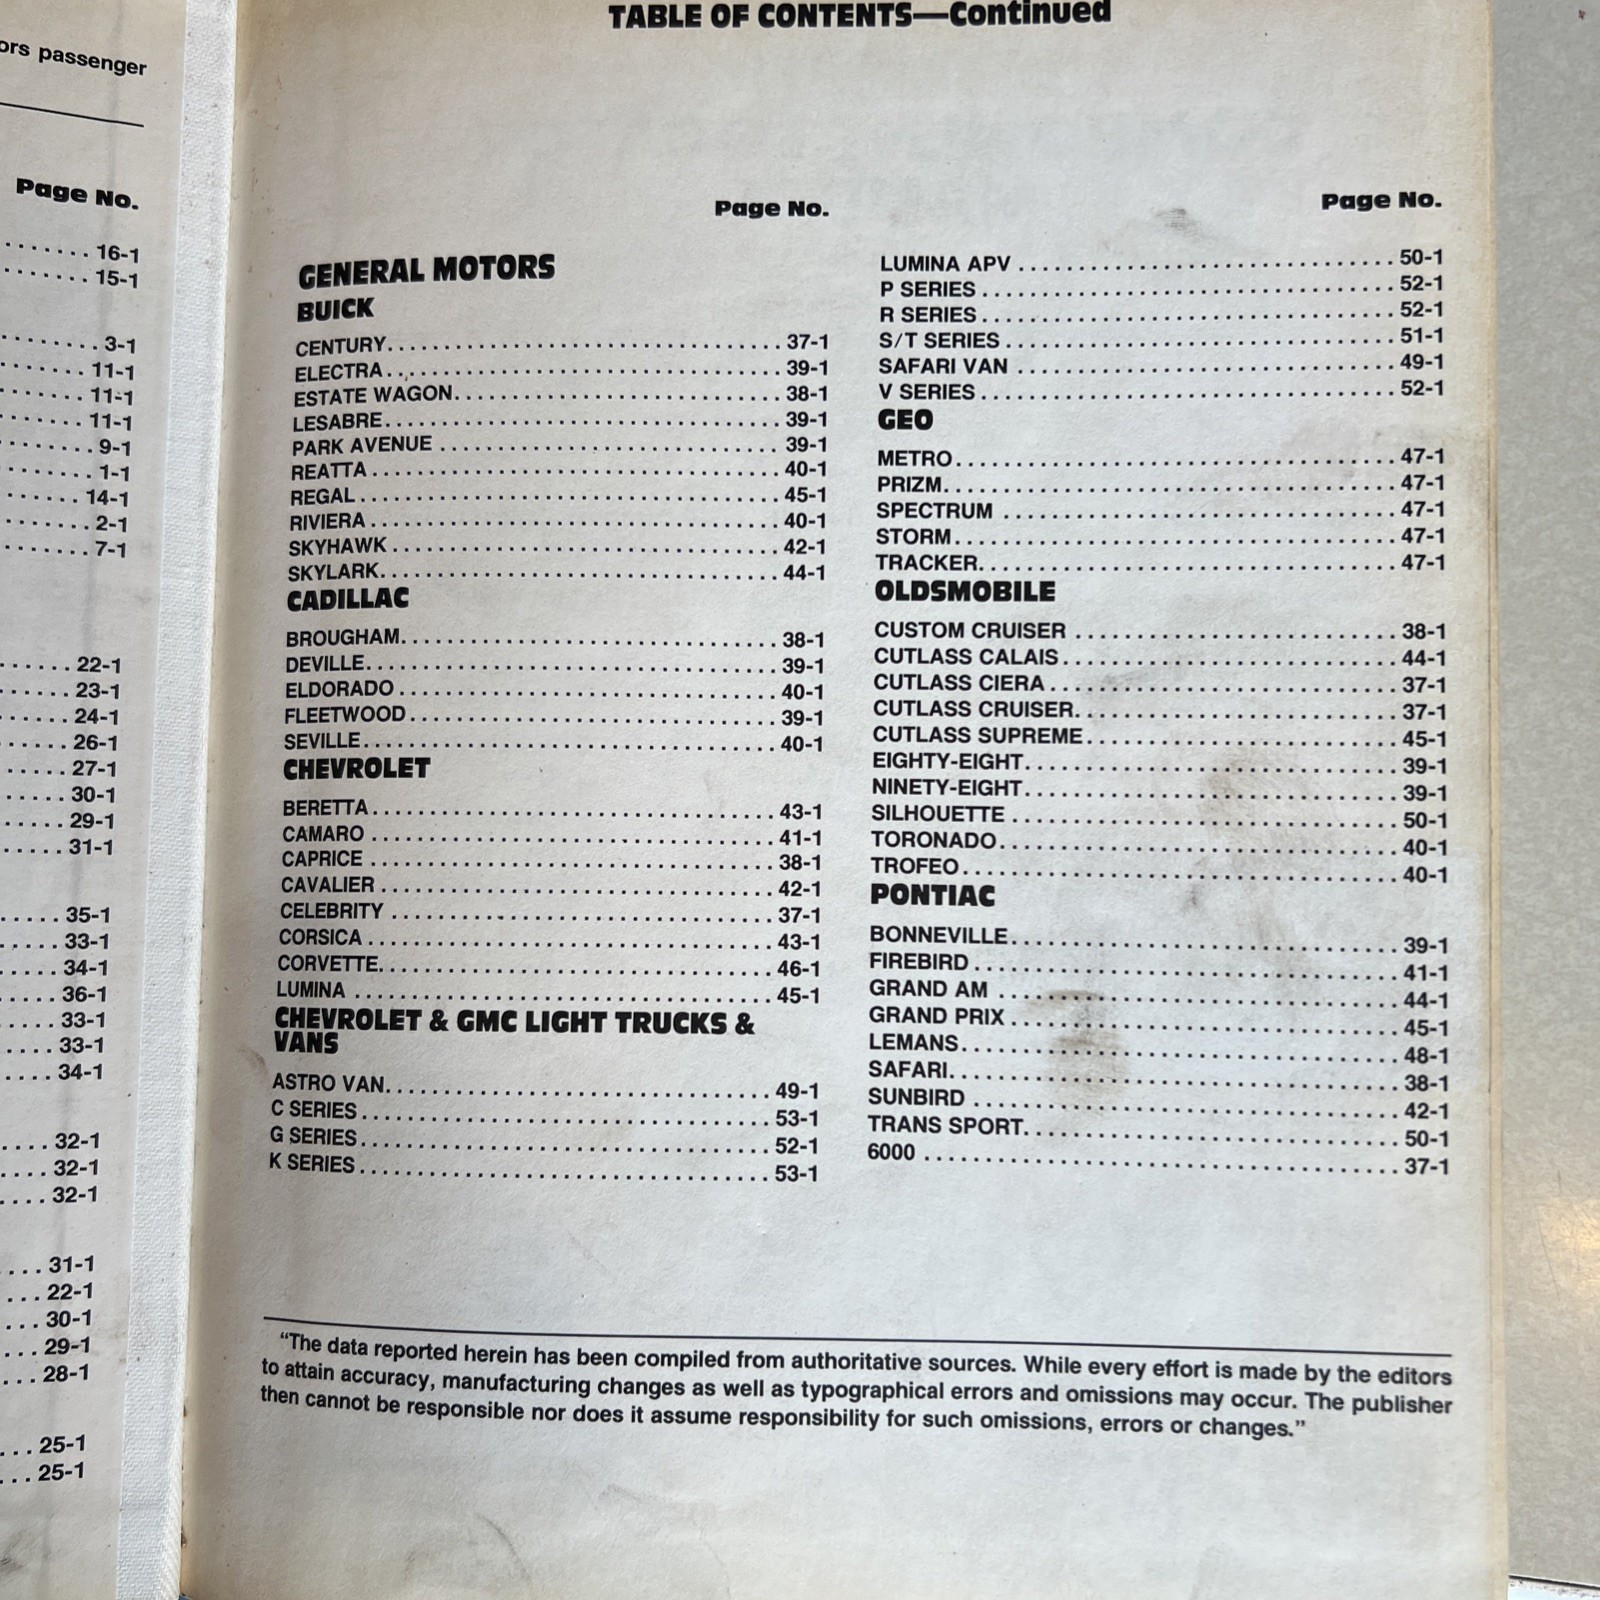 ors passenger
Page No.
. . . . . . . 16-1
. . . . . . . 15-1
. . . . . . . . 3-1
. . . . . . . 11-1
. . . . . . . 11-1
. . . . . . . 11-1
. . . . . . . 9-1
. . . . . . . 1-1
. . . . . . . 14-1
. . . . . . . 2-1
. . . . . . . 7-1
. . . . . . 22-1
. . . . . . 23-1
. . . . . . 24-1
. . . . . . 26-1
. . . . . . 27-1
. . . . . . 30-1
. . . . . . 29-1
. . . . . . 31-1
. . . . . 35-1
. . . . . 33-1
. . . . . 34-1
. . . . . 36-1
. . . . . 33-1
. . . . . 33-1
. . . . . 34-1
. . . . 32-1
. . . . 32-1
. . . . 32-1
. . . . 31-1
. . . 22-1
. . . 30-1
. . . 29-1
. . . 28-1
. . . 25-1
. . . 25-1
TABLE OF CONTENTS—Continued
Page No.
GENERAL MOTORS
BUICK
CENTURY . . . . . 37-1
ELECTRA . . . . . 39-1
ESTATE WAGON . . . . . 38-1
LESABRE . . . . . 39-1
PARK AVENUE . . . . . 39-1
REATTA . . . . . 40-1
REGAL . . . . . 45-1
RIVIERA . . . . . 40-1
SKYHAWK . . . . . 42-1
SKYLARK . . . . . 44-1
CADILLAC
BROUGHAM . . . . . 38-1
DEVILLE . . . . . 39-1
ELDORADO . . . . . 40-1
FLEETWOOD . . . . . 39-1
SEVILLE . . . . . 40-1
CHEVROLET
BERETTA . . . . . 43-1
CAMARO . . . . . 41-1
CAPRICE . . . . . 38-1
CAVALIER . . . . . 42-1
CELEBRITY . . . . . 37-1
CORSICA . . . . . 43-1
CORVETTE . . . . . 46-1
LUMINA . . . . . 45-1
CHEVROLET & GMC LIGHT TRUCKS &
VANS
ASTRO VAN . . . . . 49-1
C SERIES . . . . . 53-1
G SERIES . . . . . 52-1
K SERIES . . . . . 53-1
Page No.
LUMINA APV . . . . . 50-1
P SERIES . . . . . 52-1
R SERIES . . . . . 52-1
S/T SERIES . . . . . 51-1
SAFARI VAN . . . . . 49-1
V SERIES . . . . . 52-1
GEO
METRO . . . . . 47-1
PRIZM . . . . . 47-1
SPECTRUM . . . . . 47-1
STORM . . . . . 47-1
TRACKER . . . . . 47-1
OLDSMOBILE
CUSTOM CRUISER . . . . . 38-1
CUTLASS CALAIS . . . . . 44-1
CUTLASS CIERA . . . . . 37-1
CUTLASS CRUISER . . . . . 37-1
CUTLASS SUPREME . . . . . 45-1
EIGHTY-EIGHT . . . . . 39-1
NINETY-EIGHT . . . . . 39-1
SILHOUETTE . . . . . 50-1
TORONADO . . . . . 40-1
TROFEO . . . . . 40-1
PONTIAC
BONNEVILLE . . . . . 39-1
FIREBIRD . . . . . 41-1
GRAND AM . . . . . 44-1
GRAND PRIX . . . . . 45-1
LEMANS . . . . . 48-1
SAFARI . . . . . 38-1
SUNBIRD . . . . . 42-1
TRANS SPORT . . . . . 50-1
6000 . . . . . 37-1
“The data reported herein has been compiled from authoritative sources. While every effort is made by the editors
to attain accuracy, manufacturing changes as well as typographical errors and omissions may occur. The publisher
then cannot be responsible nor does it assume responsibility for such omissions, errors or changes.”